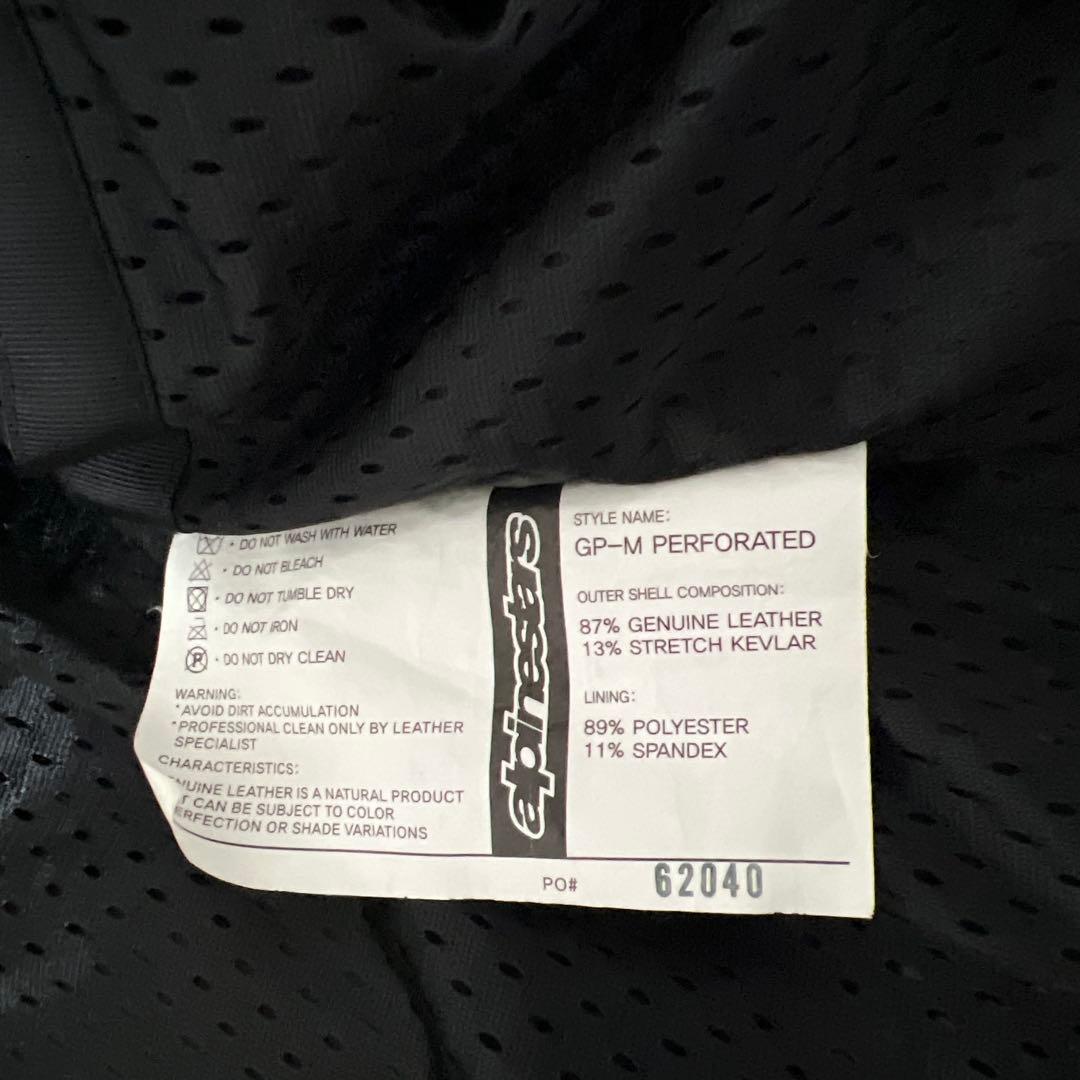 • DO NOT WASH WITH WATER
• DO NOT BLEACH
• DO NOT TUMBLE DRY
• DO NOT IRON
P • DO NOT DRY CLEAN
WARNING:
*AVOID DIRT ACCUMULATION
*PROFESSIONAL CLEAN ONLY BY LEATHER
SPECIALIST
CHARACTERISTICS:
NUINE LEATHER IS A NATURAL PRODUCT
T CAN BE SUBJECT TO COLOR
ERFECTION OR SHADE VARIATIONS
alpinestars
STYLE NAME:
GP-M PERFORATED
OUTER SHELL COMPOSITION:
87% GENUINE LEATHER
13% STRETCH KEVLAR
LINING:
89% POLYESTER
11% SPANDEX
PO# 62040